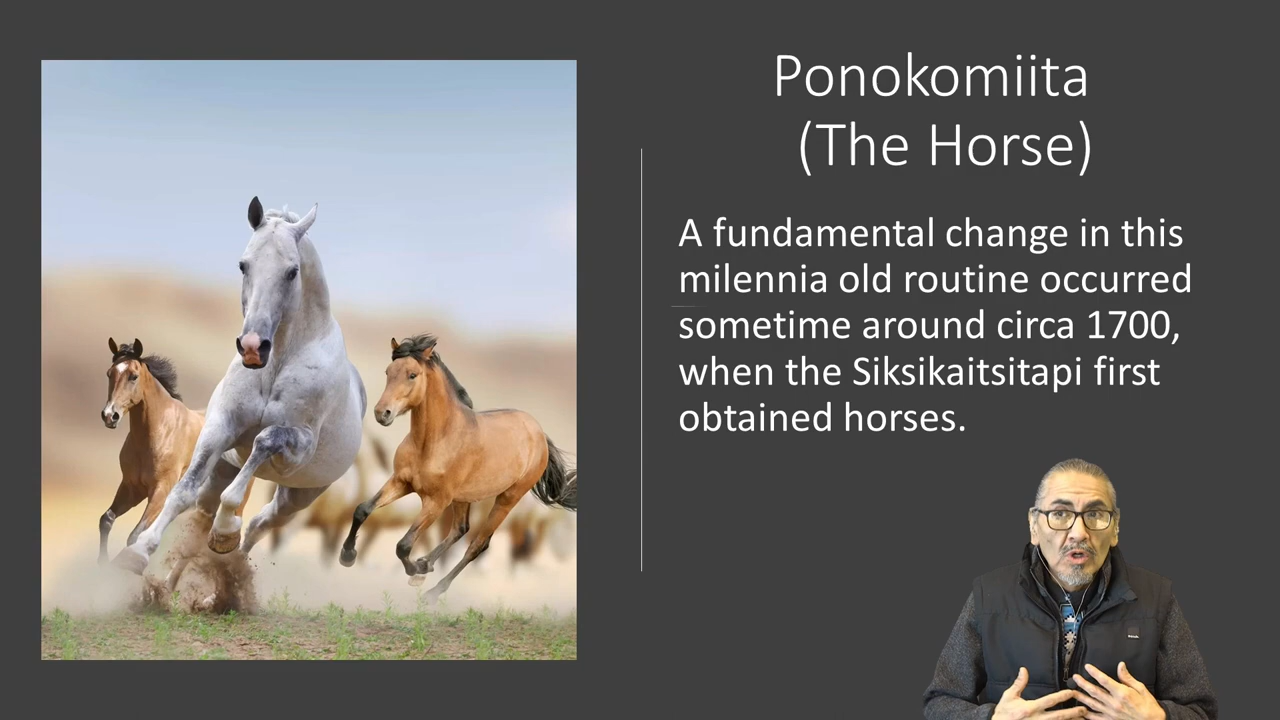 Ponokomiita
(The Horse)
A fundamental change in this
milennia old routine occurred
sometime around circa 1700,
when the Siksikaitsitapi first
obtained horses.